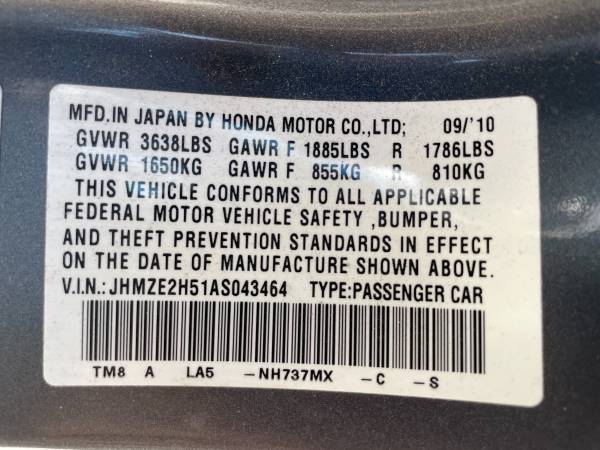 MFD.IN JAPAN BY HONDA MOTOR CO.,LTD; 09/'10
GVWR 3638LBS GAWR F 1885LBS R 1786LBS
GVWR 1650KG GAWR F 855KG R 810KG
THIS VEHICLE CONFORMS TO ALL APPLICABLE
FEDERAL MOTOR VEHICLE SAFETY ,BUMPER,
AND THEFT PREVENTION STANDARDS IN EFFECT
ON THE DATE OF MANUFACTURE SHOWN ABOVE.
V.I.N.: JHMZE2H51AS043464 TYPE:PASSENGER CAR
TM8 A LA5 -NH737MX -C -S